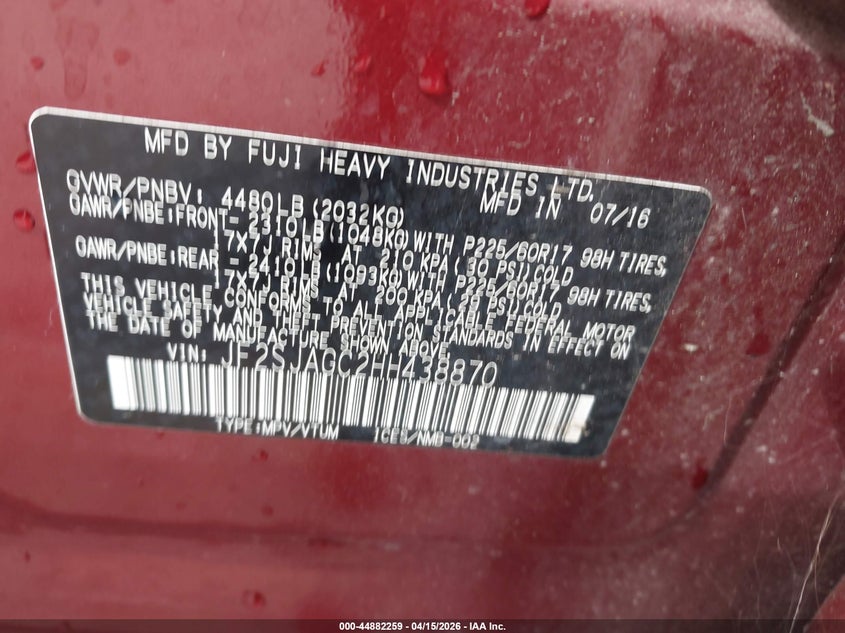 MFD BY FUJI HEAVY INDUSTRIES LTD.
GVWR/PNBV: 4480LB(2032KG) MFD IN 07/16
GAWR/PNBE:FRONT- 2310LB(1048KG)WITH P225/60R17 98H TIRES,
17X7J RIMS AT 210 KPA(30 PSI)COLD
GAWR/PNBE:REAR - 2410LB(1093KG)WITH P225/60R17 98H TIRES,
17X7J RIMS AT 200 KPA(29 PSI)COLD
THIS VEHICLE CONFORMS TO ALL APPLICABLE FEDERAL MOTOR
VEHICLE SAFETY AND THEFT PREVENTION STANDARDS IN EFFECT ON
THE DATE OF MANUFACTURE SHOWN ABOVE.
VIN: JF2SJAGC2HH438870
TYPE:MPV/VTUM ICES/NMB-002
000-44882259 - 04/15/2026 - IAA Inc.